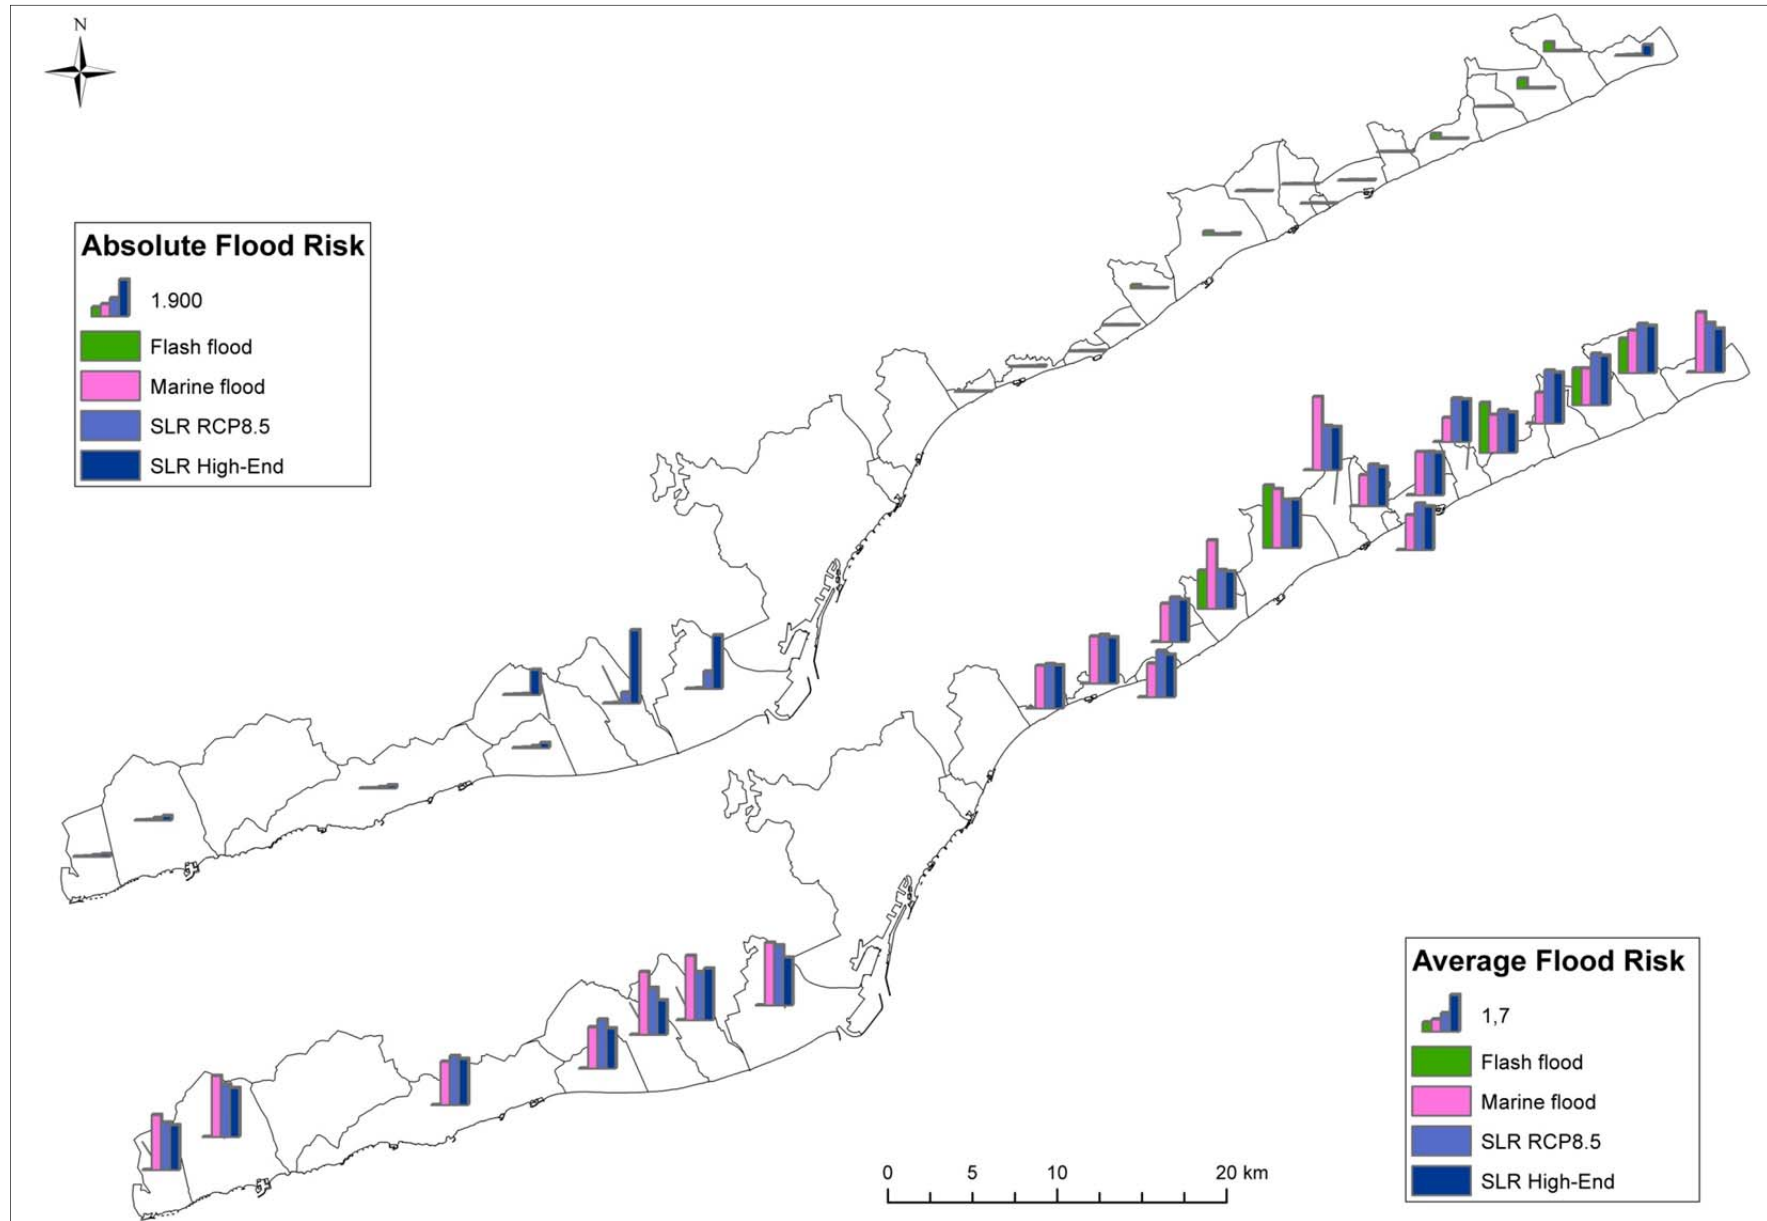 N
Absolute Flood Risk
1.900
Flash flood
Marine flood
SLR RCP8.5
SLR High-End
Average Flood Risk
1,7
Flash flood
Marine flood
SLR RCP8.5
SLR High-End
0 5 10 20 km